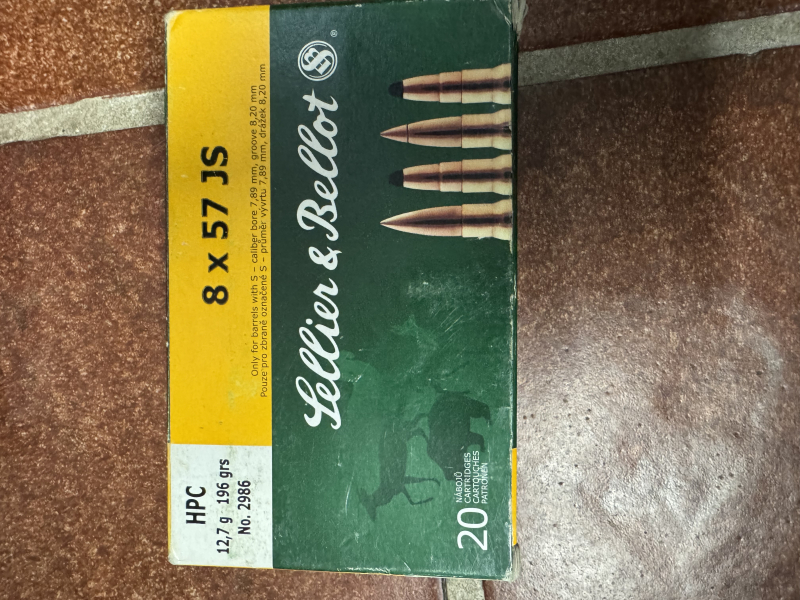 8 x 57 JS
Only for barrels with S – caliber bore 7,89 mm, groove 8,20 mm
Pouze pro zbraně označené S – průměr vývrtu 7,89 mm, drážek 8,20 mm
HPC
12,7 g 196 grs
No. 2986
Sellier & Bellot
®
20
NÁBOJŮ
CARTRIDGES
CARTOUCHES
PATRONEN